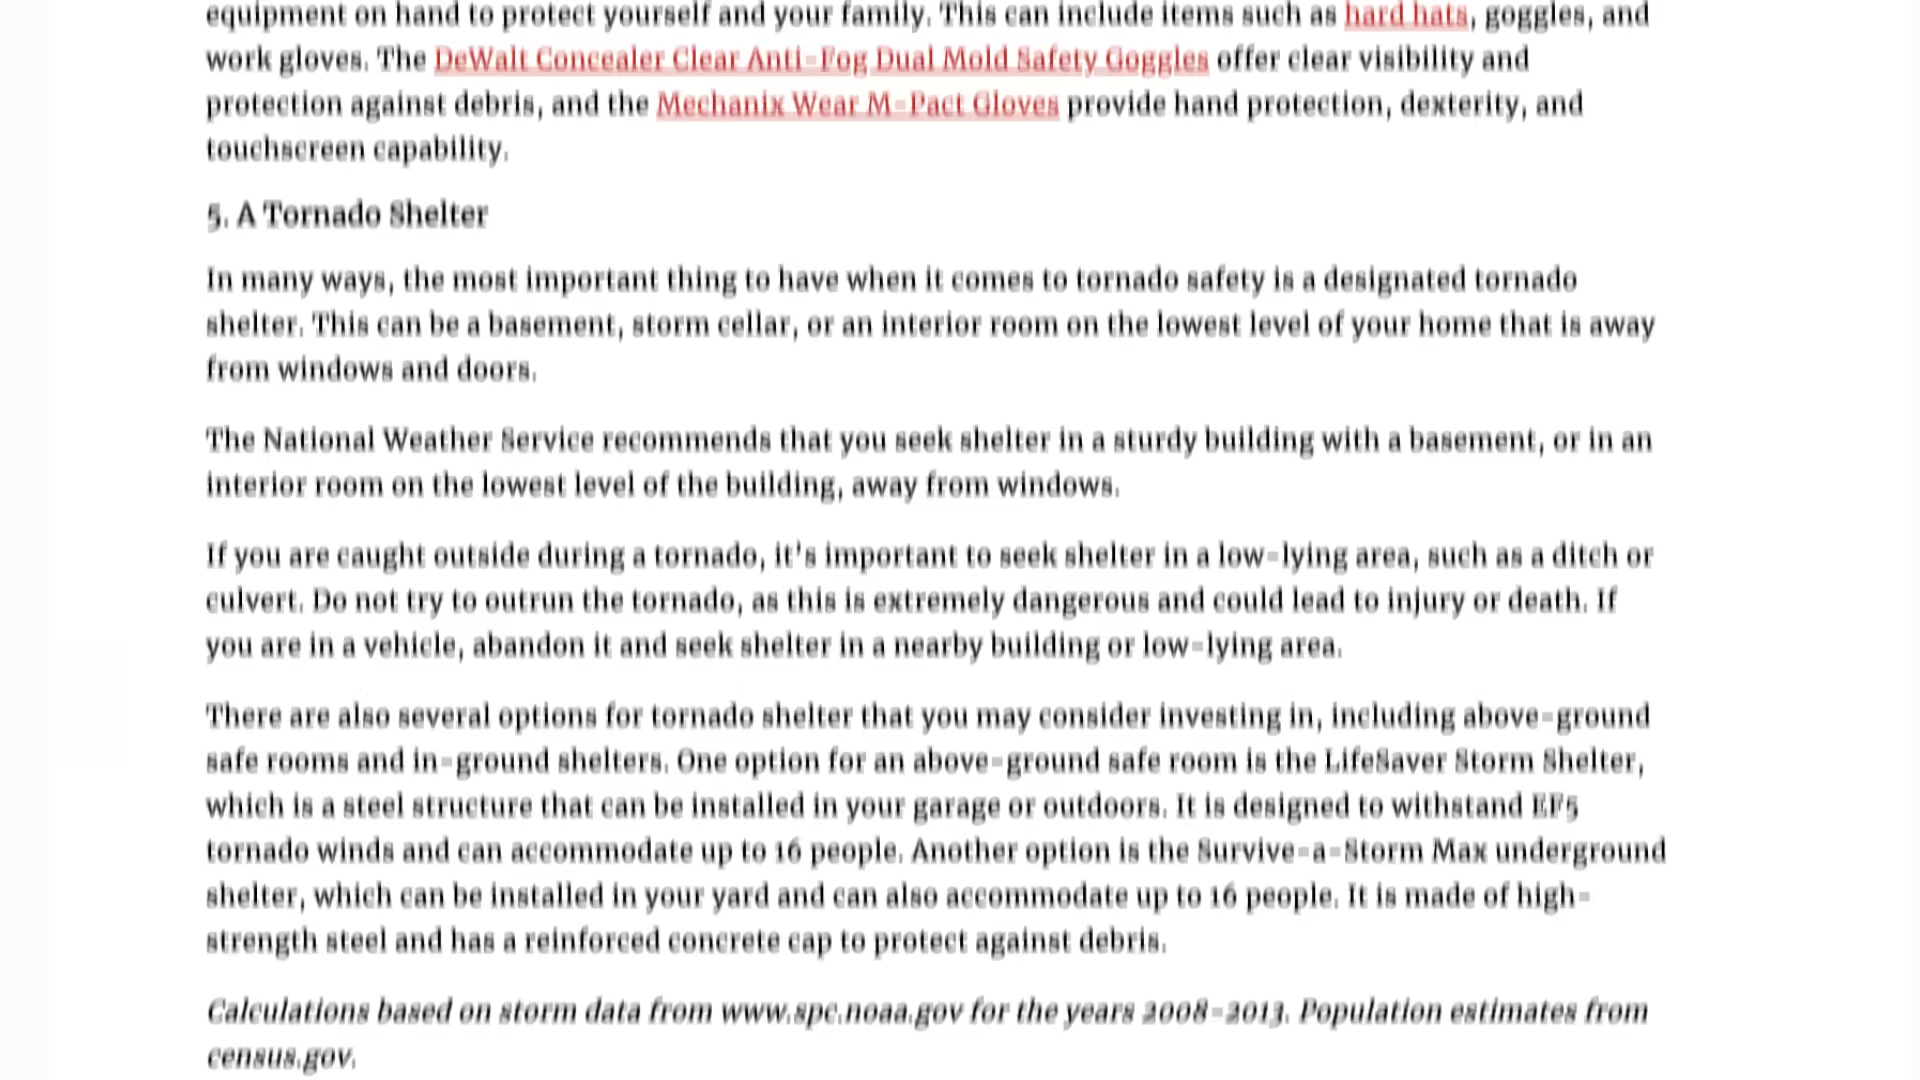 equipment on hand to protect yourself and your family. This can include items such as hard hats, goggles, and
work gloves. The DeWalt Concealer Clear Anti-Fog Dual Mold Safety Goggles offer clear visibility and
protection against debris, and the Mechanix Wear M-Pact Gloves provide hand protection, dexterity, and
touchscreen capability.
5. A Tornado Shelter
In many ways, the most important thing to have when it comes to tornado safety is a designated tornado
shelter. This can be a basement, storm cellar, or an interior room on the lowest level of your home that is away
from windows and doors.
The National Weather Service recommends that you seek shelter in a sturdy building with a basement, or in an
interior room on the lowest level of the building, away from windows.
If you are caught outside during a tornado, it's important to seek shelter in a low-lying area, such as a ditch or
culvert. Do not try to outrun the tornado, as this is extremely dangerous and could lead to injury or death. If
you are in a vehicle, abandon it and seek shelter in a nearby building or low-lying area.
There are also several options for tornado shelter that you may consider investing in, including above-ground
safe rooms and in-ground shelters. One option for an above-ground safe room is the LifeSaver Storm Shelter,
which is a steel structure that can be installed in your garage or outdoors. It is designed to withstand EF5
tornado winds and can accommodate up to 16 people. Another option is the Survive-a-Storm Max underground
shelter, which can be installed in your yard and can also accommodate up to 16 people. It is made of high-
strength steel and has a reinforced concrete cap to protect against debris.
Calculations based on storm data from www.spc.noaa.gov for the years 2008-2013. Population estimates from
census.gov.